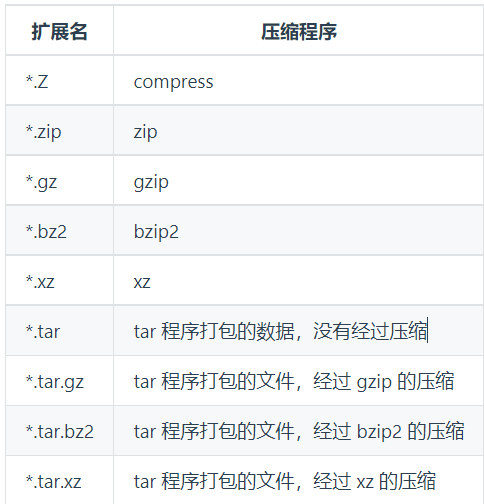 扩展名 压缩程序
*.Z compress
*.zip zip
*.gz gzip
*.bz2 bzip2
*.xz xz
*.tar tar 程序打包的数据，没有经过压缩
*.tar.gz tar 程序打包的文件，经过 gzip 的压缩
*.tar.bz2 tar 程序打包的文件，经过 bzip2 的压缩
*.tar.xz tar 程序打包的文件，经过 xz 的压缩